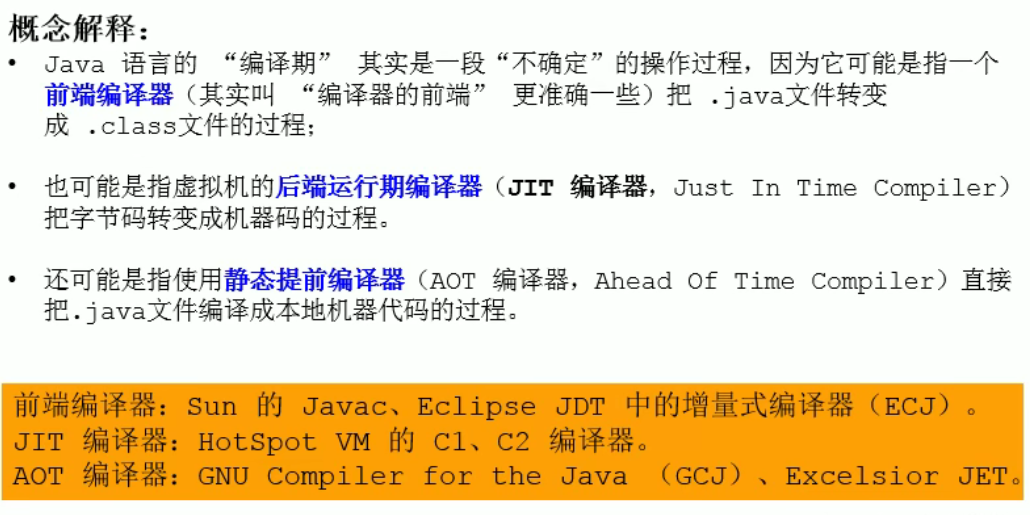 概念解释：
• Java 语言的 “编译期” 其实是一段“不确定”的操作过程，因为它可能是指一个
前端编译器（其实叫 “编译器的前端” 更准确一些）把 .java文件转变
成 .class文件的过程；
• 也可能是指虚拟机的后端运行期编译器（JIT 编译器，Just In Time Compiler）
把字节码转变成机器码的过程。
• 还可能是指使用静态提前编译器（AOT 编译器，Ahead Of Time Compiler）直接
把.java文件编译成本地机器代码的过程。
前端编译器：Sun 的 Javac、Eclipse JDT 中的增量式编译器（ECJ）。
JIT 编译器：HotSpot VM 的 C1、C2 编译器。
AOT 编译器：GNU Compiler for the Java （GCJ）、Excelsior JET。